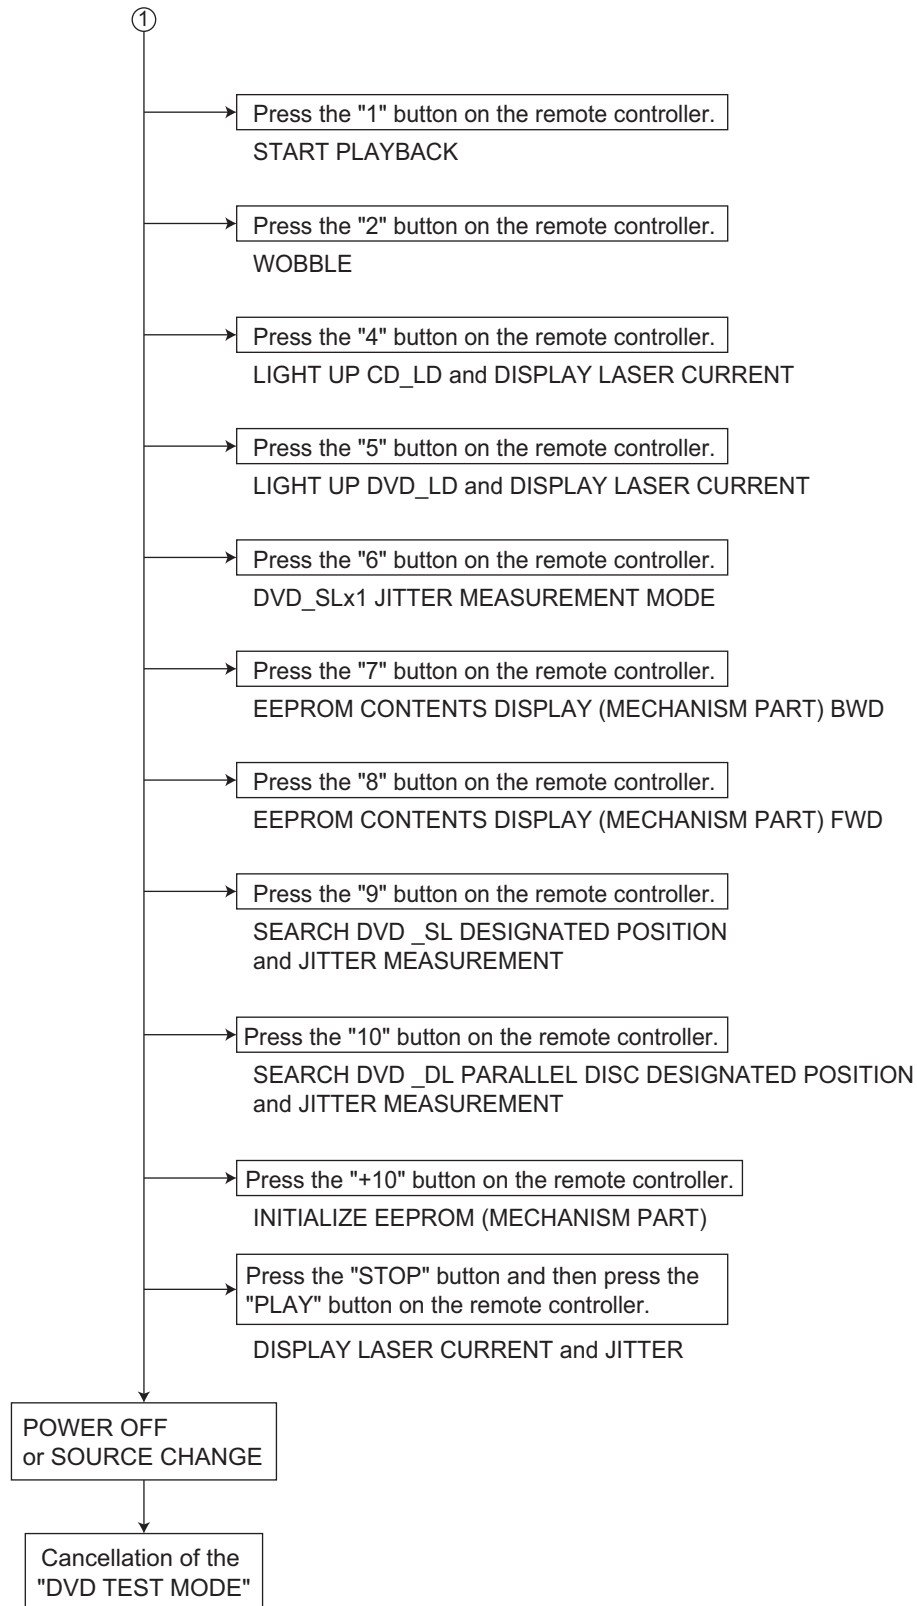 1
Press the "1" button on the remote controller.
START PLAYBACK
Press the "2" button on the remote controller.
WOBBLE
Press the "4" button on the remote controller.
LIGHT UP CD_LD and DISPLAY LASER CURRENT
Press the "5" button on the remote controller.
LIGHT UP DVD_LD and DISPLAY LASER CURRENT
Press the "6" button on the remote controller.
DVD_SLx1 JITTER MEASUREMENT MODE
Press the "7" button on the remote controller.
EEPROM CONTENTS DISPLAY (MECHANISM PART) BWD
Press the "8" button on the remote controller.
EEPROM CONTENTS DISPLAY (MECHANISM PART) FWD
Press the "9" button on the remote controller.
SEARCH DVD _SL DESIGNATED POSITION
and JITTER MEASUREMENT
Press the "10" button on the remote controller.
SEARCH DVD _DL PARALLEL DISC DESIGNATED POSITION
and JITTER MEASUREMENT
Press the "+10" button on the remote controller.
INITIALIZE EEPROM (MECHANISM PART)
Press the "STOP" button and then press the
"PLAY" button on the remote controller.
DISPLAY LASER CURRENT and JITTER
POWER OFF
or SOURCE CHANGE
Cancellation of the
"DVD TEST MODE"